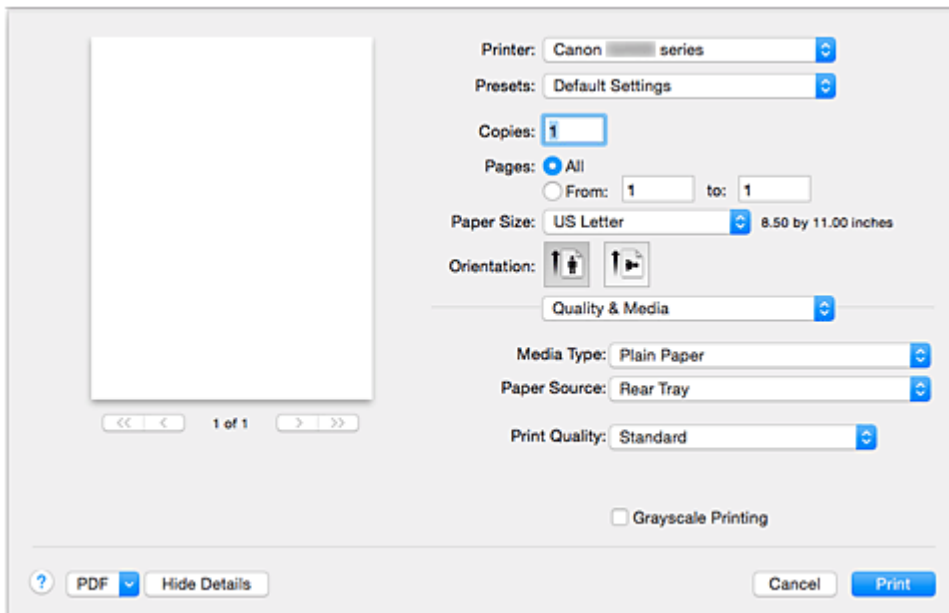 Printer: Canon series
Presets: Default Settings
Copies: 1
Pages: All
From: 1 to: 1
Paper Size: US Letter 8.50 by 11.00 inches
Orientation:
Quality & Media
Media Type: Plain Paper
Paper Source: Rear Tray
1 of 1
Print Quality: Standard
Grayscale Printing
? PDF Hide Details Cancel Print